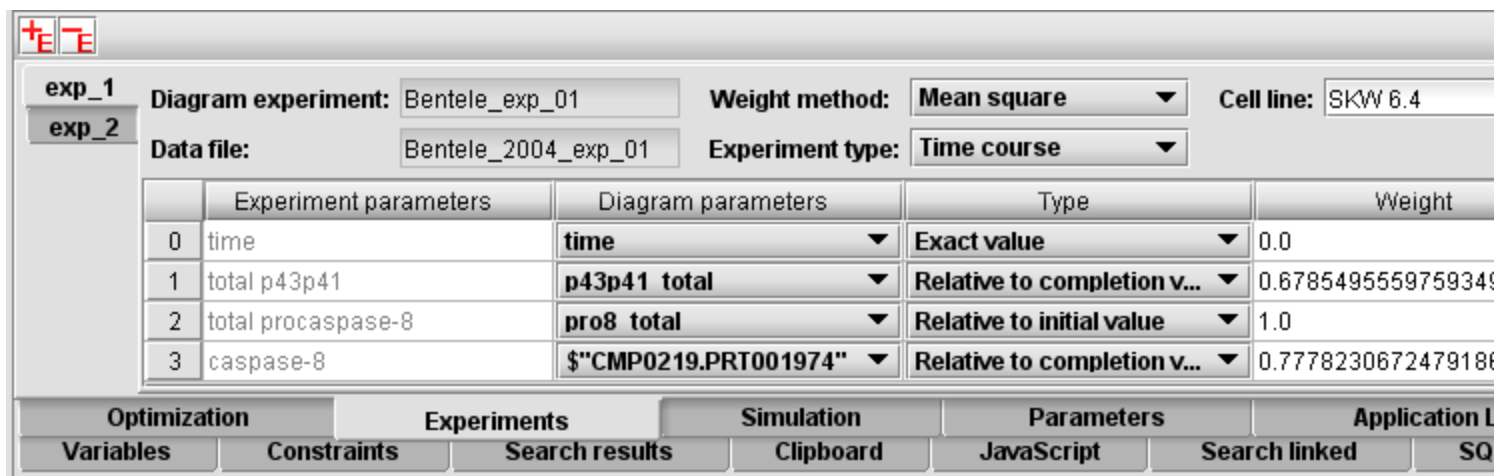 +E -E
exp_1
exp_2
Diagram experiment: Bentele_exp_01 Weight method: Mean square Cell line: SKW 6.4
Data file: Bentele_2004_exp_01 Experiment type: Time course
Experiment parameters Diagram parameters Type Weight
0 time time Exact value 0.0
1 total p43p41 p43p41_total Relative to completion v... 0.6785495559759349
2 total procaspase-8 pro8_total Relative to initial value 1.0
3 caspase-8 $"CMP0219.PRT001974" Relative to completion v... 0.7778230672479186
Optimization Experiments Simulation Parameters Application L
Variables Constraints Search results Clipboard JavaScript Search linked SQ